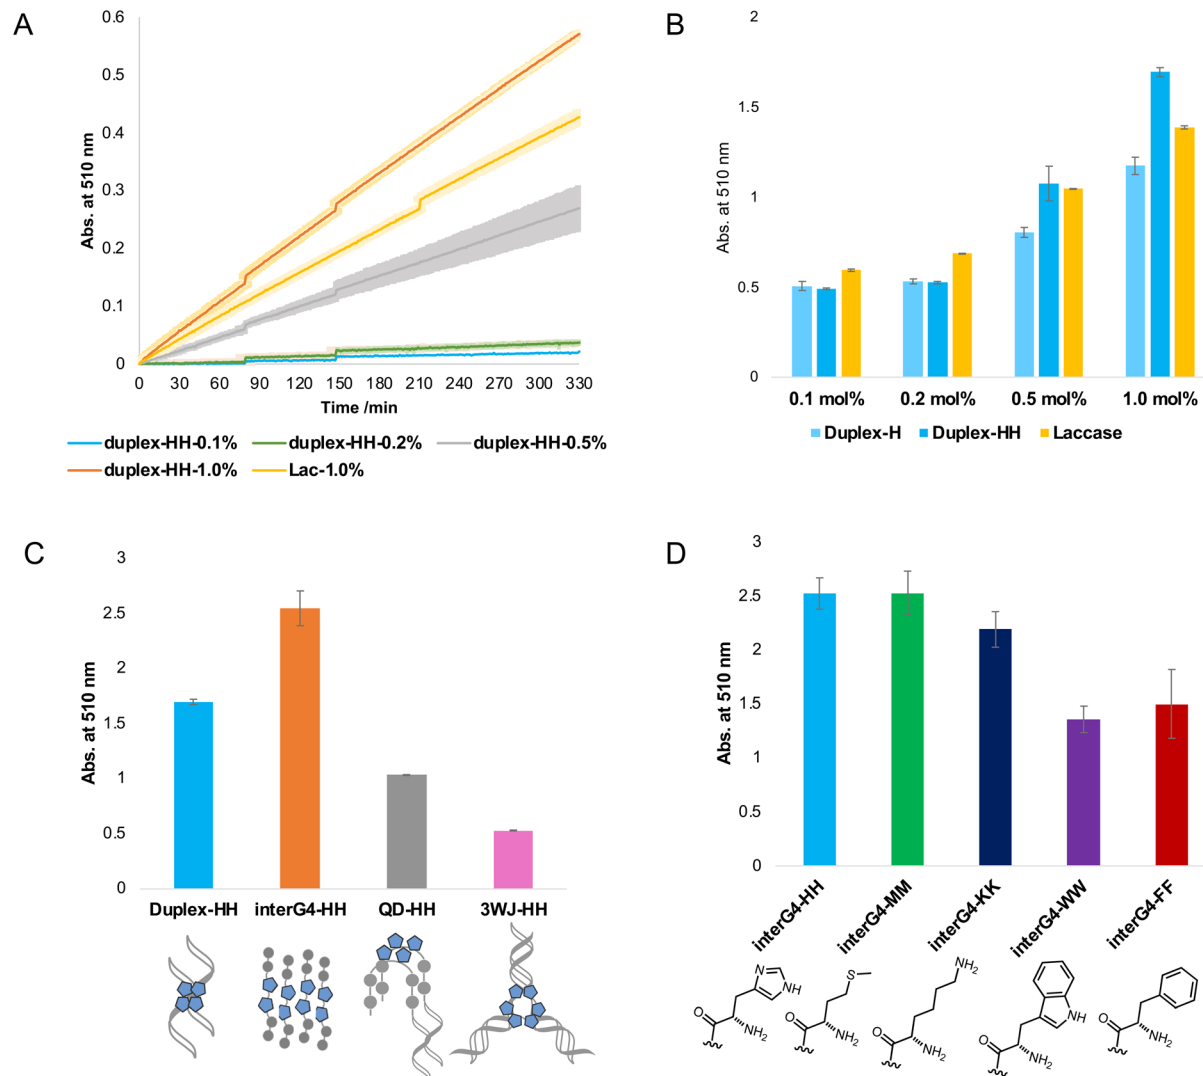 A
Abs. at 510 nm
0.6
0.5
0.4
0.3
0.2
0.1
0
0 30 60 90 120 150 180 210 240 270 300 330
Time /min
duplex-HH-0.1% duplex-HH-0.2% duplex-HH-0.5%
duplex-HH-1.0% Lac-1.0%
B
Abs. at 510 nm
2
1.5
1
0.5
0
0.1 mol% 0.2 mol% 0.5 mol% 1.0 mol%
Duplex-H Duplex-HH Laccase
C
Abs. at 510 nm
3
2.5
2
1.5
1
0.5
0
Duplex-HH interG4-HH QD-HH 3WJ-HH
D
Abs. at 510 nm
3
2.5
2
1.5
1
0.5
0
interG4-HH interG4-MM interG4-KK interG4-WW interG4-FF
N
NH
O
NH2
S
O
NH2
NH2
O
NH2
NH
O
NH2
O
NH2